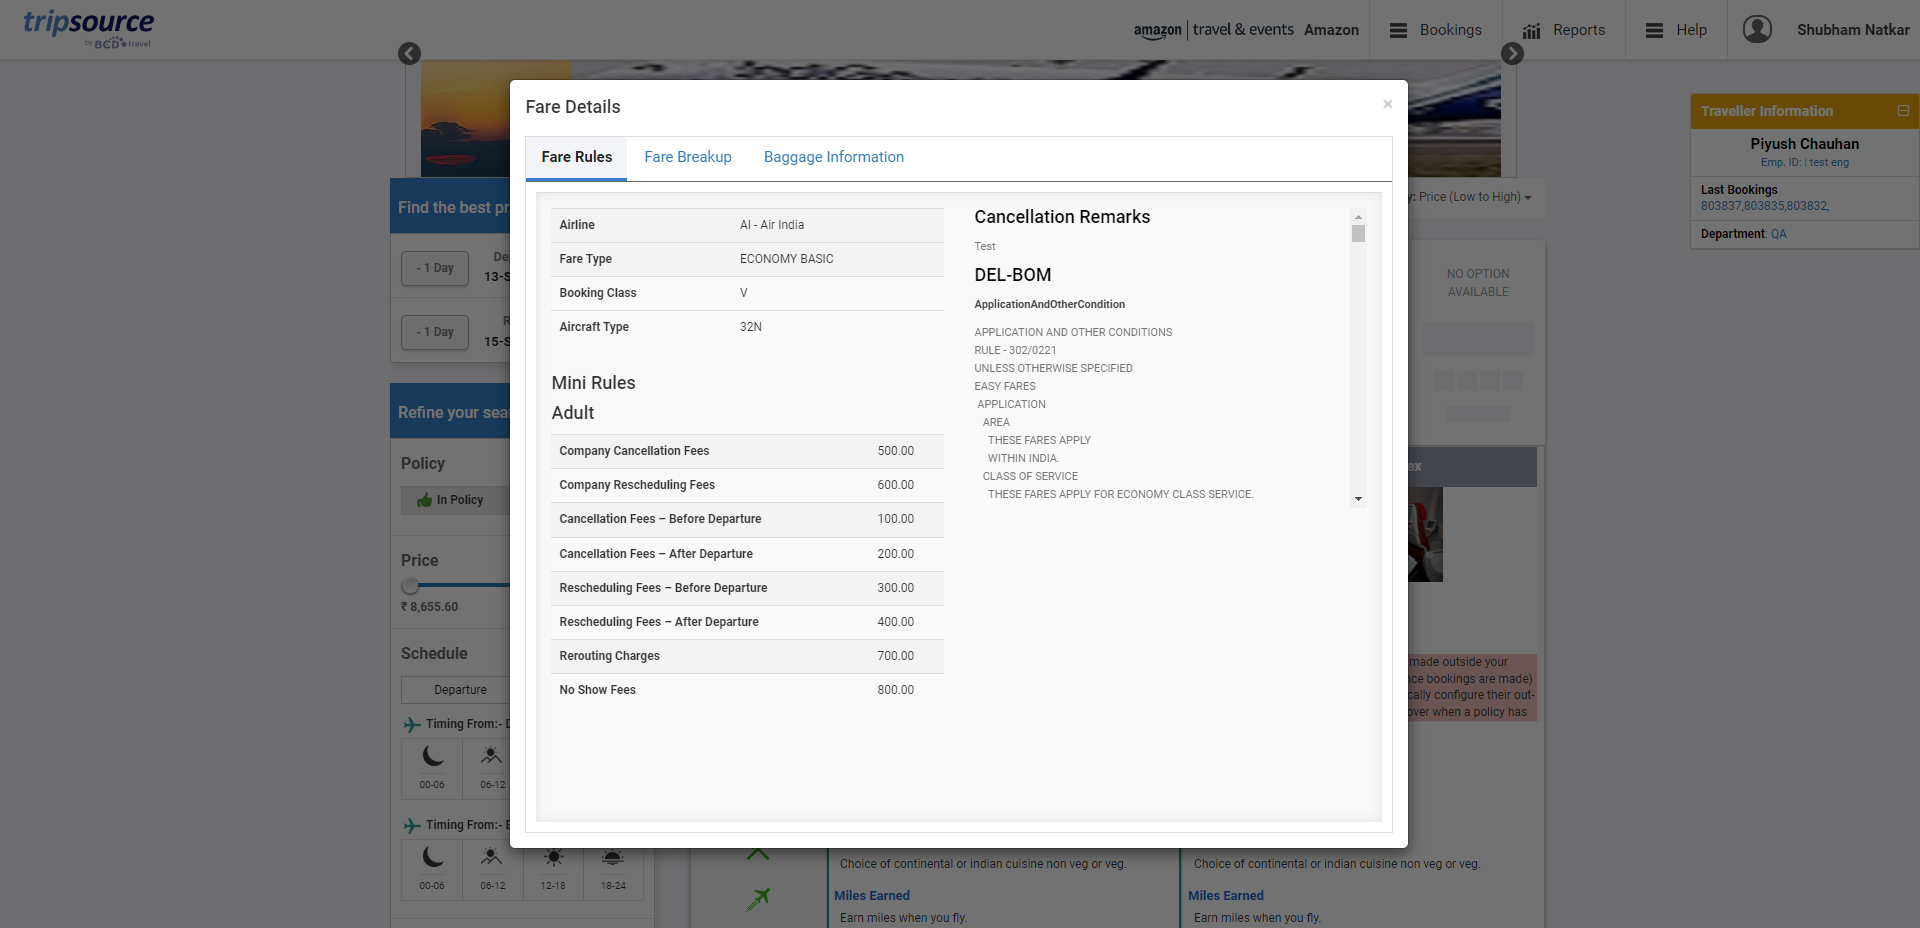 tripsource
by BCD travel
amazon | travel & events Amazon
Bookings
Reports
Help
Shubham Natkar
Fare Details
×
Fare Rules
Fare Breakup
Baggage Information
Airline AI - Air India
Fare Type ECONOMY BASIC
Booking Class V
Aircraft Type 32N
Mini Rules
Adult
Company Cancellation Fees 500.00
Company Rescheduling Fees 600.00
Cancellation Fees – Before Departure 100.00
Cancellation Fees – After Departure 200.00
Rescheduling Fees – Before Departure 300.00
Rescheduling Fees – After Departure 400.00
Rerouting Charges 700.00
No Show Fees 800.00
Cancellation Remarks
Test
DEL-BOM
ApplicationAndOtherCondition
APPLICATION AND OTHER CONDITIONS
RULE - 302/0221
UNLESS OTHERWISE SPECIFIED
EASY FARES
APPLICATION
AREA
THESE FARES APPLY
WITHIN INDIA.
CLASS OF SERVICE
THESE FARES APPLY FOR ECONOMY CLASS SERVICE.
Traveller Information
Piyush Chauhan
Emp. ID: | test eng
Last Bookings
803837,803835,803832,
Department: QA
Find the best pr
- 1 Day
De
13-S
- 1 Day
R
15-S
Refine your sea
Policy
In Policy
Price
₹ 8,655.60
Schedule
Departure
Timing From:- D
00-06
06-12
Timing From:-
00-06
06-12
12-18
18-24
y: Price (Low to High)
NO OPTION
AVAILABLE
ex
made outside your
nce bookings are made)
cally configure their out-
over when a policy has
Choice of continental or indian cuisine non veg or veg.
Miles Earned
Earn miles when you fly.
Choice of continental or indian cuisine non veg or veg.
Miles Earned
Earn miles when you fly.